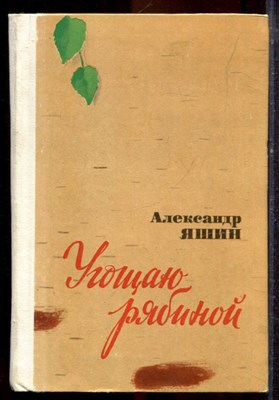 Александр
ЯШИН
Угощаю
рябиной